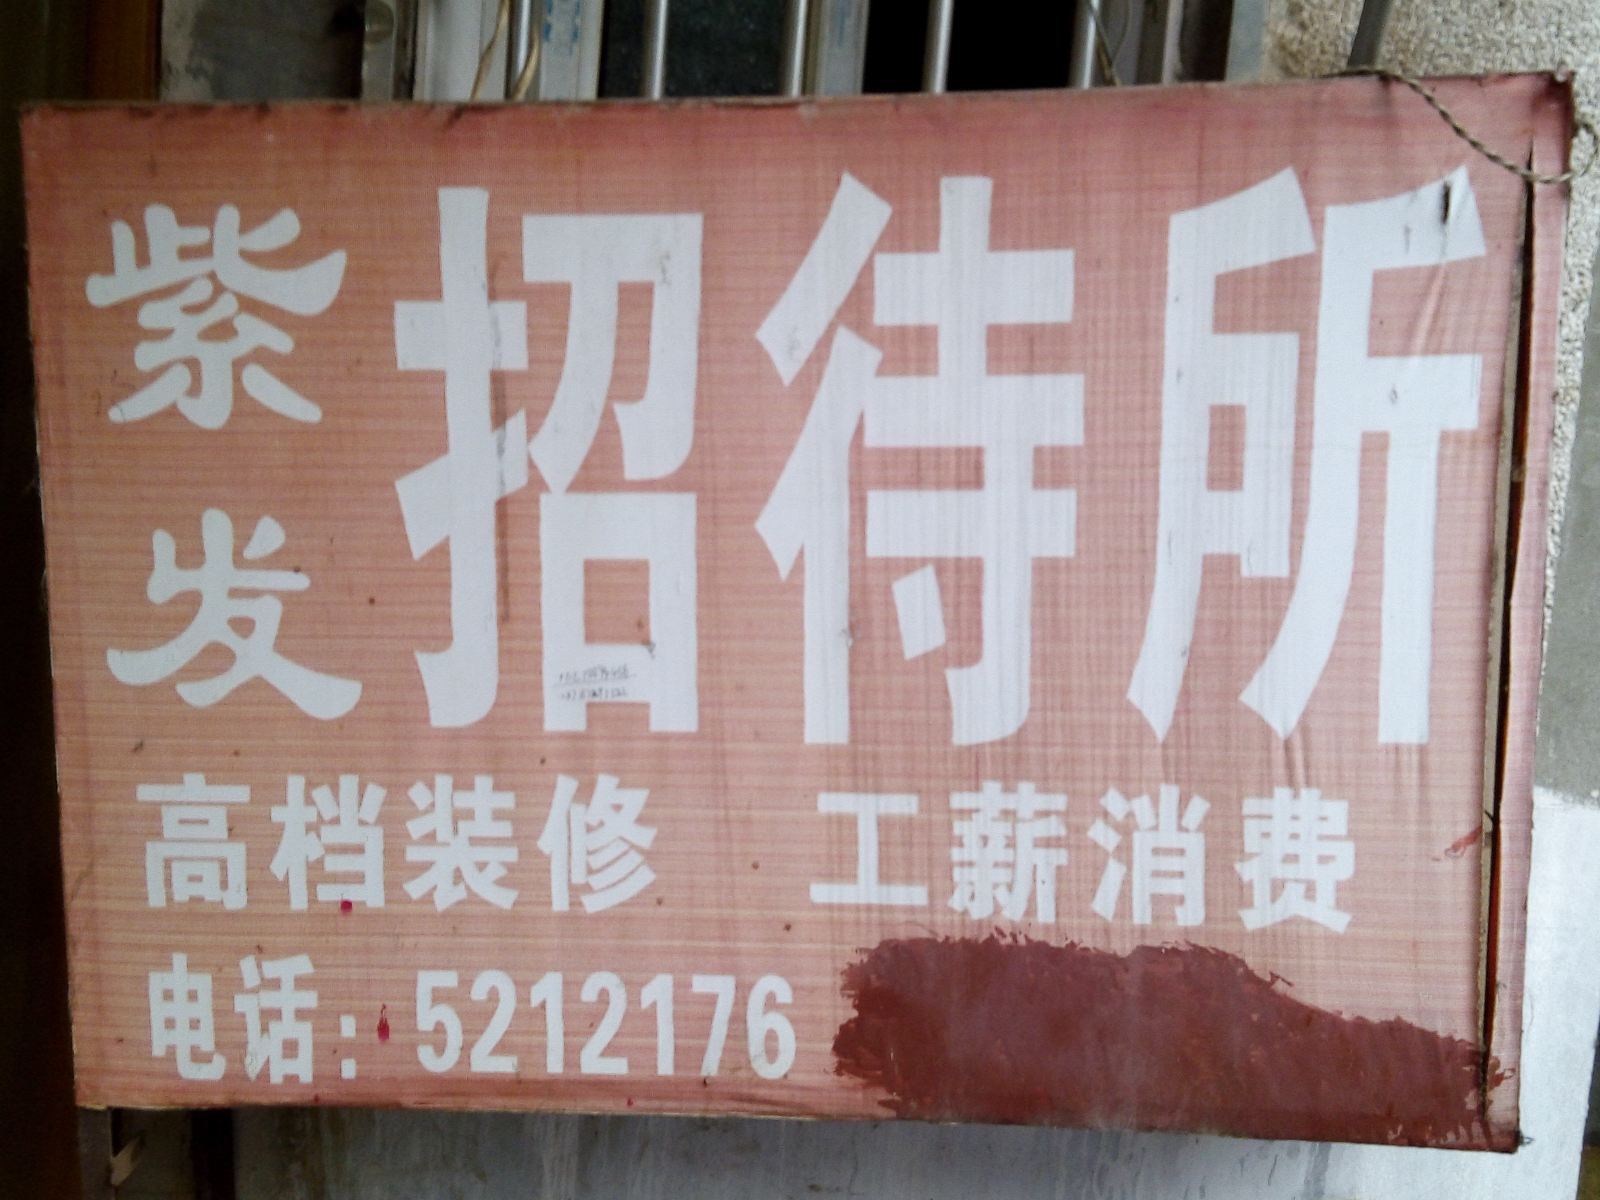 紫发招待所
高档装修 工薪消费
电话：5212176